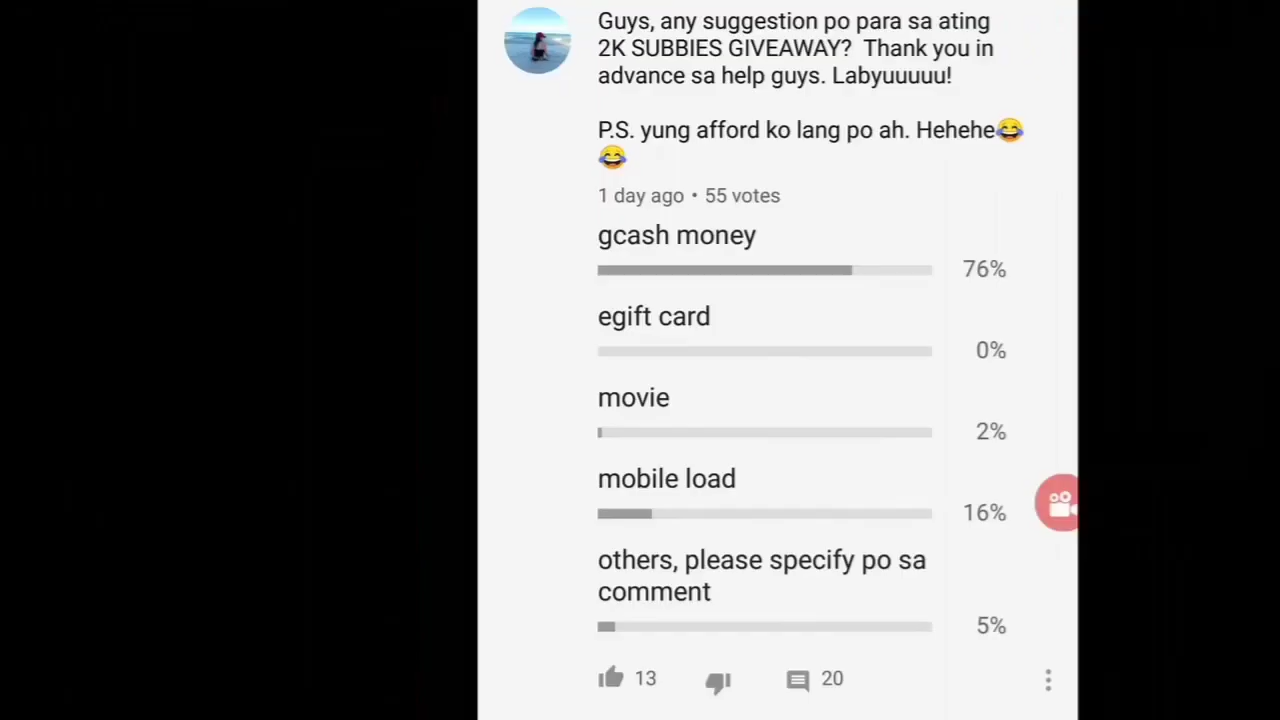 Guys, any suggestion po para sa ating
2K SUBBIES GIVEAWAY?  Thank you in
advance sa help guys. Labyuuuuu!
P.S. yung afford ko lang po ah. Hehehe😂
😂
1 day ago • 55 votes
gcash money
76%
egift card
0%
movie
2%
mobile load
16%
others, please specify po sa
comment
5%
13 20